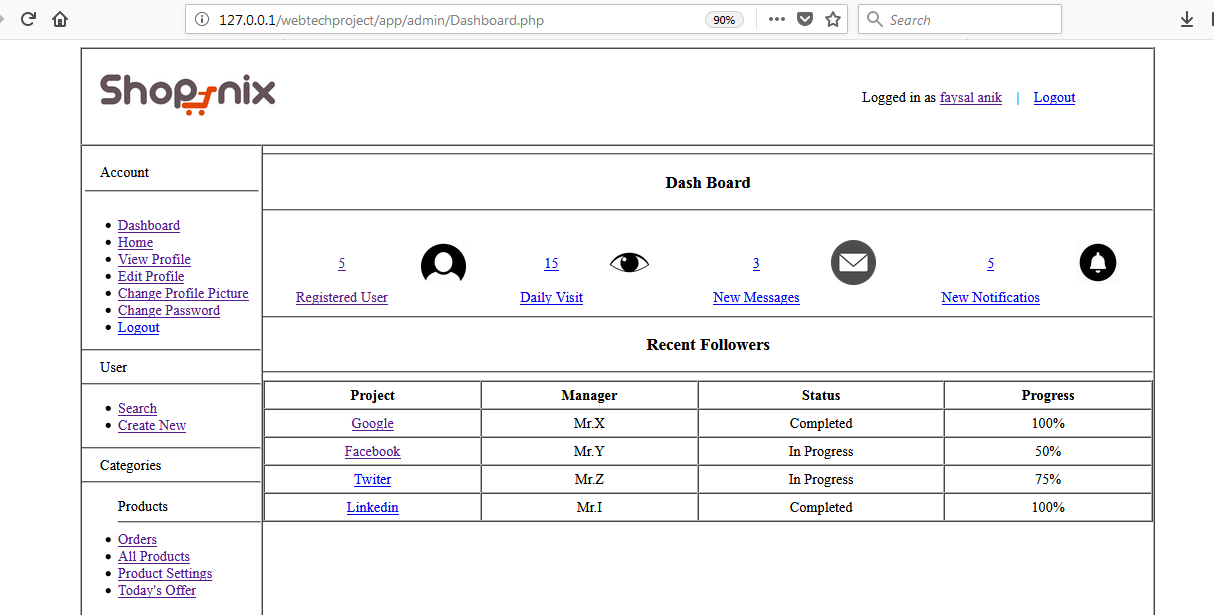 127.0.0.1/webtechproject/app/admin/Dashboard.php 90% Search
Shopnix
Logged in as faysal anik | Logout
Account
Dashboard
Home
View Profile
Edit Profile
Change Profile Picture
Change Password
Logout
User
Search
Create New
Categories
Products
Orders
All Products
Product Settings
Today's Offer
Dash Board
5 15 3 5
Registered User Daily Visit New Messages New Notificatios
Recent Followers
Project Manager Status Progress
Google Mr.X Completed 100%
Facebook Mr.Y In Progress 50%
Twiter Mr.Z In Progress 75%
Linkedin Mr.I Completed 100%